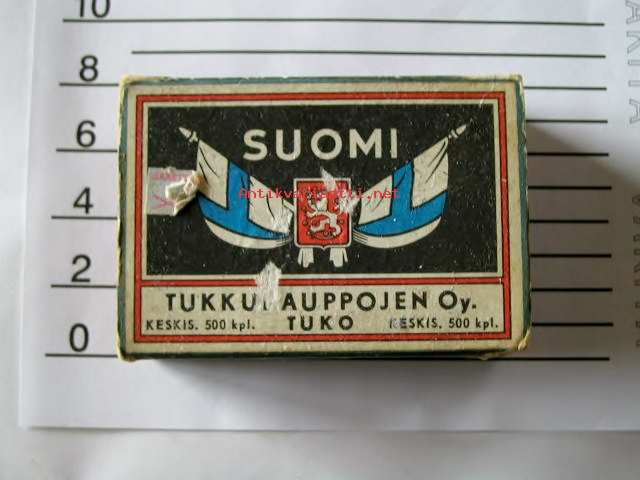 10
8
6
4
2
0
SUOMI
Antikvariaatti.net
TUKKUKAUPPOJEN Oy.
KESKIS. 500 kpl. TUKO KESKIS. 500 kpl.